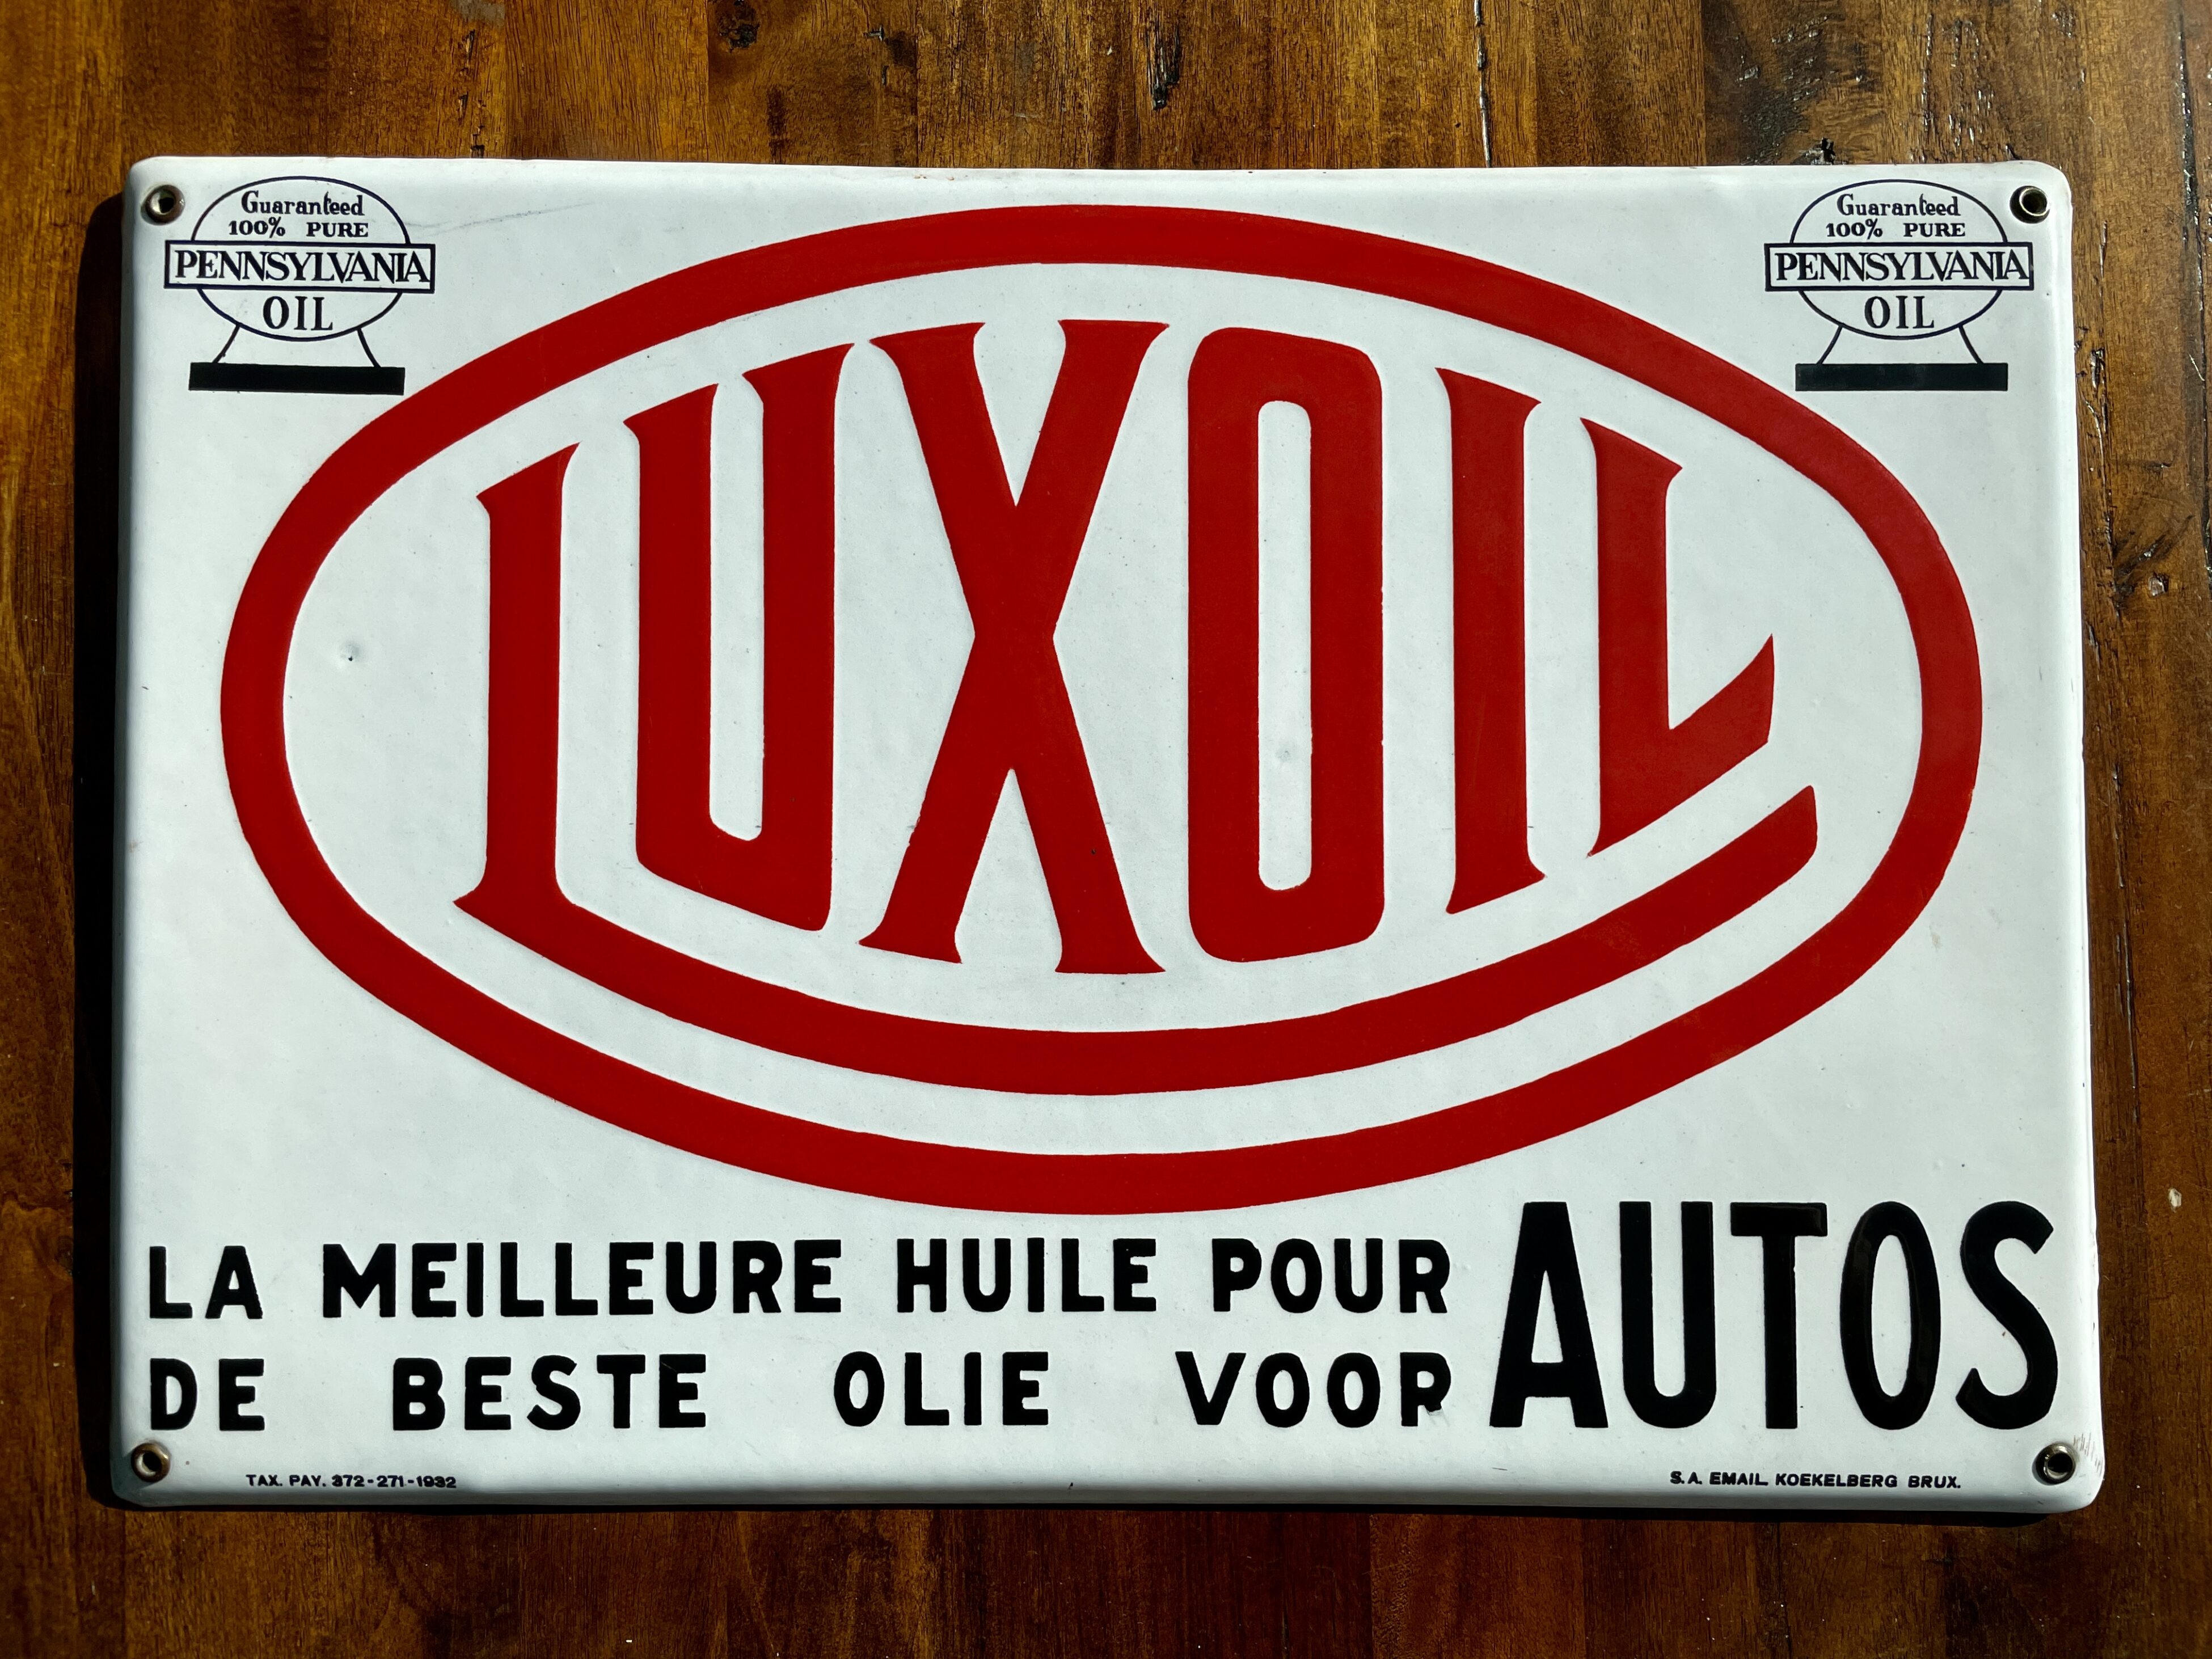 Guaranteed
100% PURE
PENNSYLVANIA
OIL
Guaranteed
100% PURE
PENNSYLVANIA
OIL
LUXOIL
LA MEILLEURE HUILE POUR
DE BESTE OLIE VOOR
AUTOS
TAX. PAY. 372-271-1932
S.A. EMAIL. KOEKELBERG BRUX.